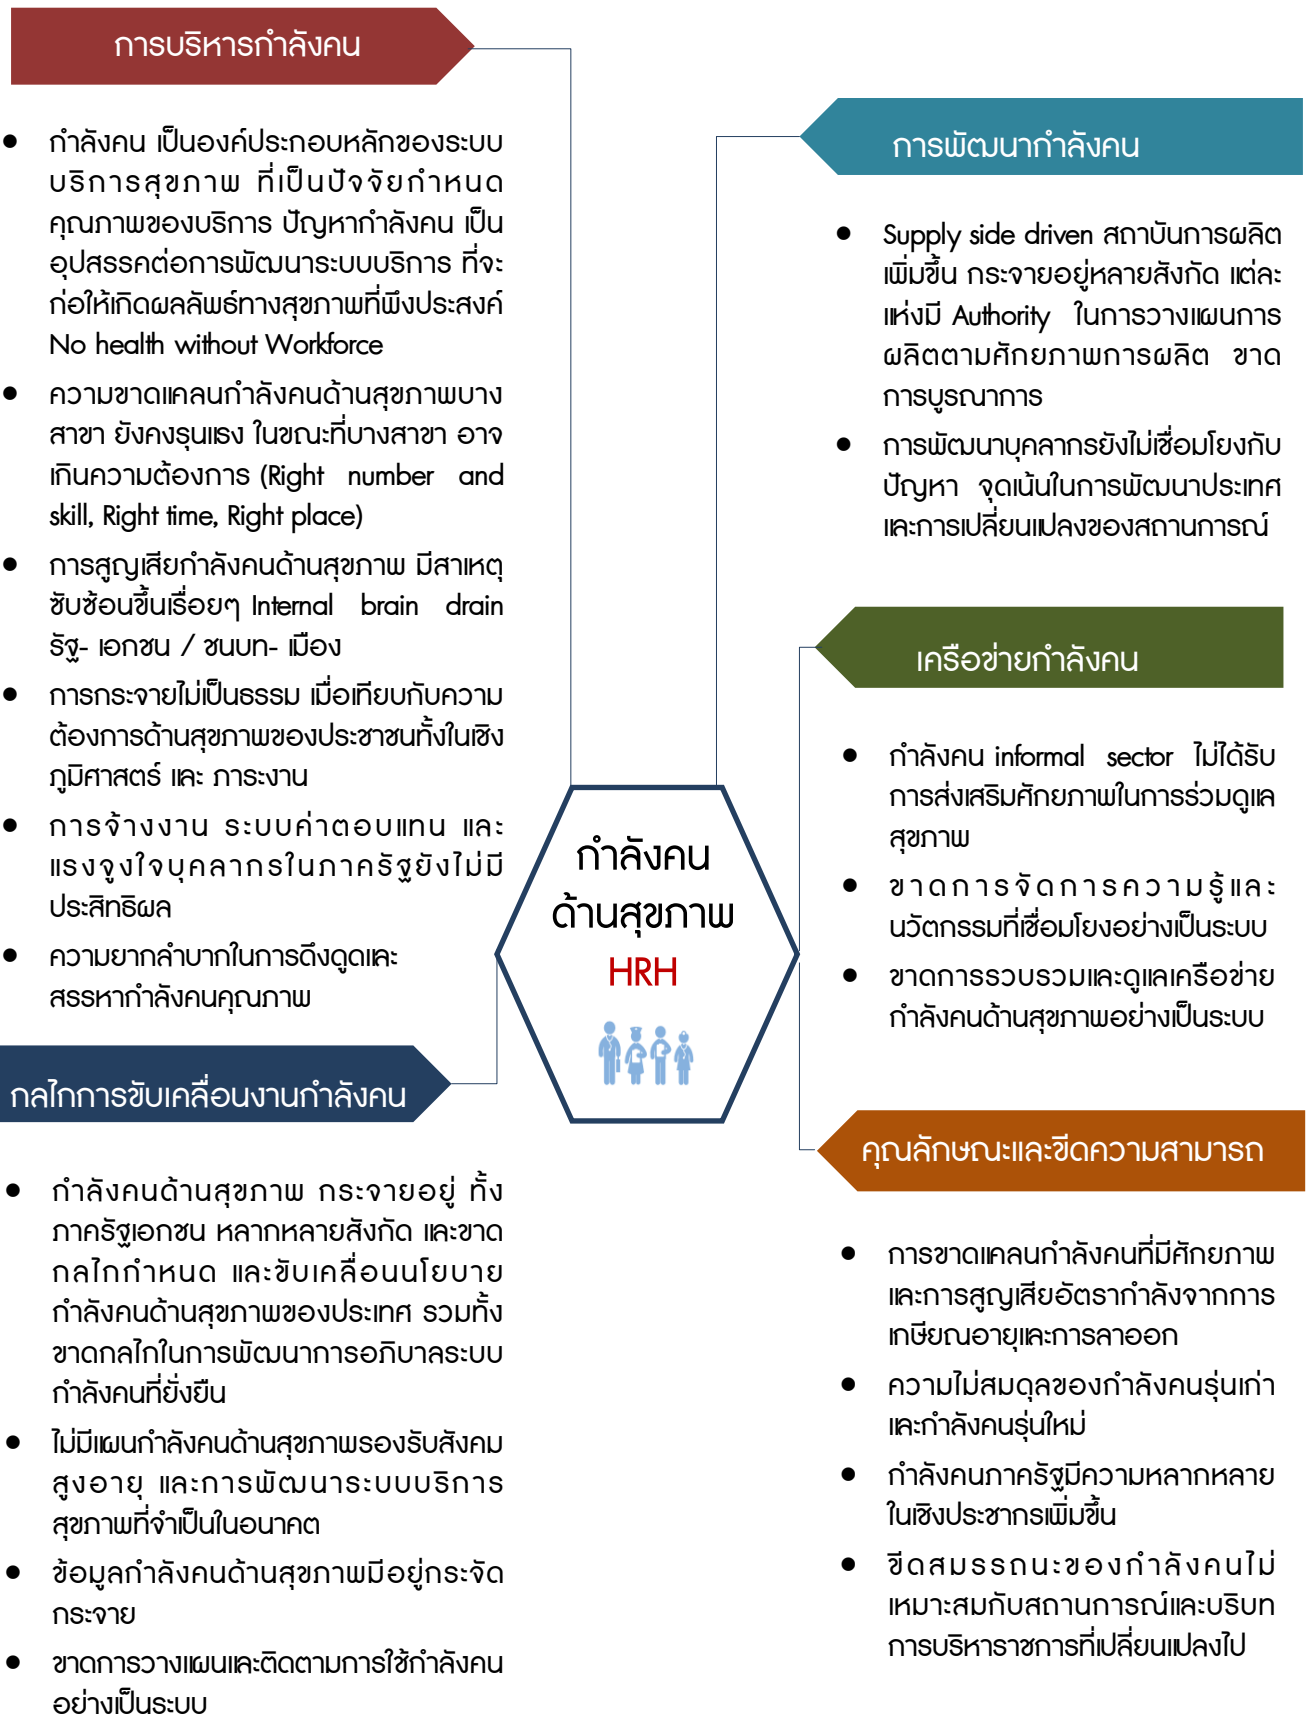 การบริหารกำลังคน
● กำลังคน เป็นองค์ประกอบหลักของระบบ
บริการสุขภาพ ที่เป็นปัจจัยกำหนด
คุณภาพของบริการ ปัญหากำลังคน เป็น
อุปสรรคต่อการพัฒนาระบบบริการ ที่จะ
ก่อให้เกิดผลลัพธ์ทางสุขภาพที่พึงประสงค์
No health without Workforce
● ความขาดแคลนกำลังคนด้านสุขภาพบาง
สาขา ยังคงรุนแรง ในขณะที่บางสาขา อาจ
เกินความต้องการ (Right number and
skill, Right time, Right place)
● การสูญเสียกำลังคนด้านสุขภาพ มีสาเหตุ
ซับซ้อนขึ้นเรื่อยๆ Internal brain drain
รัฐ- เอกชน / ชนบท- เมือง
● การกระจายไม่เป็นธรรม เมื่อเทียบกับความ
ต้องการด้านสุขภาพของประชาชนทั้งในเชิง
ภูมิศาสตร์ และ ภาระงาน
● การจ้างงาน ระบบค่าตอบแทน และ
แรงจูงใจบุคลากรในภาครัฐยังไม่มี
ประสิทธิผล
● ความยากลำบากในการดึงดูดและ
สรรหากำลังคนคุณภาพ
กลไกการขับเคลื่อนงานกำลังคน
● กำลังคนด้านสุขภาพ กระจายอยู่ ทั้ง
ภาครัฐเอกชน หลากหลายสังกัด และขาด
กลไกกำหนด และขับเคลื่อนนโยบาย
กำลังคนด้านสุขภาพของประเทศ รวมทั้ง
ขาดกลไกในการพัฒนาการอภิบาลระบบ
กำลังคนที่ยั่งยืน
● ไม่มีแผนกำลังคนด้านสุขภาพรองรับสังคม
สูงอายุ และการพัฒนาระบบบริการ
สุขภาพที่จำเป็นในอนาคต
● ข้อมูลกำลังคนด้านสุขภาพมีอยู่กระจัด
กระจาย
● ขาดการวางแผนและติดตามการใช้กำลังคน
อย่างเป็นระบบ
กำลังคน
ด้านสุขภาพ
HRH
การพัฒนากำลังคน
● Supply side driven สถาบันการผลิต
เพิ่มขึ้น กระจายอยู่หลายสังกัด แต่ละ
แห่งมี Authority ในการวางแผนการ
ผลิตตามศักยภาพการผลิต ขาด
การบูรณาการ
● การพัฒนาบุคลากรยังไม่เชื่อมโยงกับ
ปัญหา จุดเน้นในการพัฒนาประเทศ
และการเปลี่ยนแปลงของสถานการณ์
เครือข่ายกำลังคน
● กำลังคน informal sector ไม่ได้รับ
การส่งเสริมศักยภาพในการร่วมดูแล
สุขภาพ
● ขาดการจัดการความรู้และ
นวัตกรรมที่เชื่อมโยงอย่างเป็นระบบ
● ขาดการรวบรวมและดูแลเครือข่าย
กำลังคนด้านสุขภาพอย่างเป็นระบบ
คุณลักษณะและขีดความสามารถ
● การขาดแคลนกำลังคนที่มีศักยภาพ
และการสูญเสียอัตรากำลังจากการ
เกษียณอายุและการลาออก
● ความไม่สมดุลของกำลังคนรุ่นเก่า
และกำลังคนรุ่นใหม่
● กำลังคนภาครัฐมีความหลากหลาย
ในเชิงประชากรเพิ่มขึ้น
● ขีดสมรรถนะของกำลังคนไม่
เหมาะสมกับสถานการณ์และบริบท
การบริหาราชการที่เปลี่ยนแปลงไป